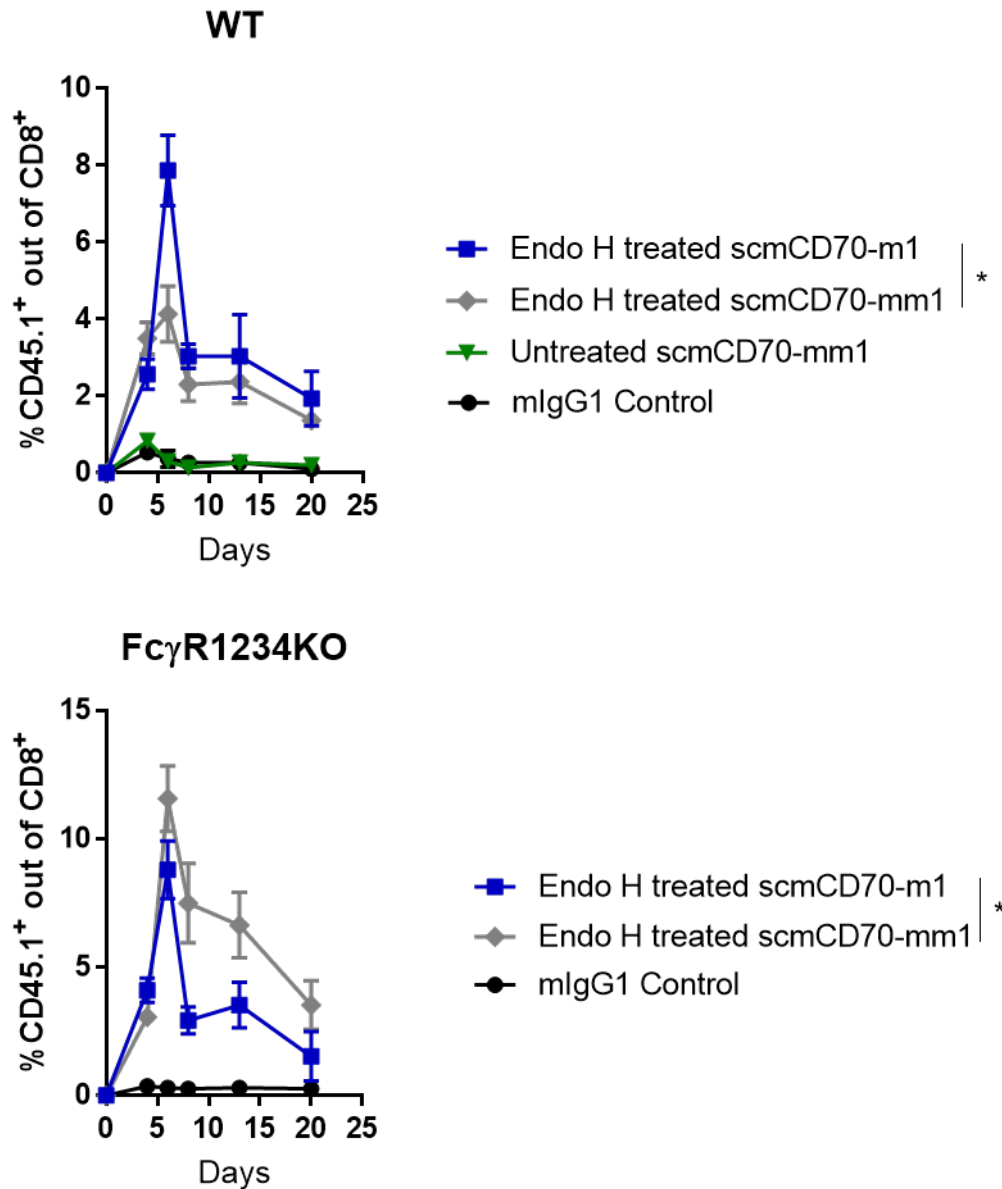 WT
%CD45.1+ out of CD8+
10
8
6
4
2
0
0 5 10 15 20 25
Days
Endo H treated scmCD70-m1
Endo H treated scmCD70-mm1
*
Untreated scmCD70-mm1
mIgG1 Control
FcγR1234KO
%CD45.1+ out of CD8+
15
10
5
0
0 5 10 15 20 25
Days
Endo H treated scmCD70-m1
Endo H treated scmCD70-mm1
*
mIgG1 Control